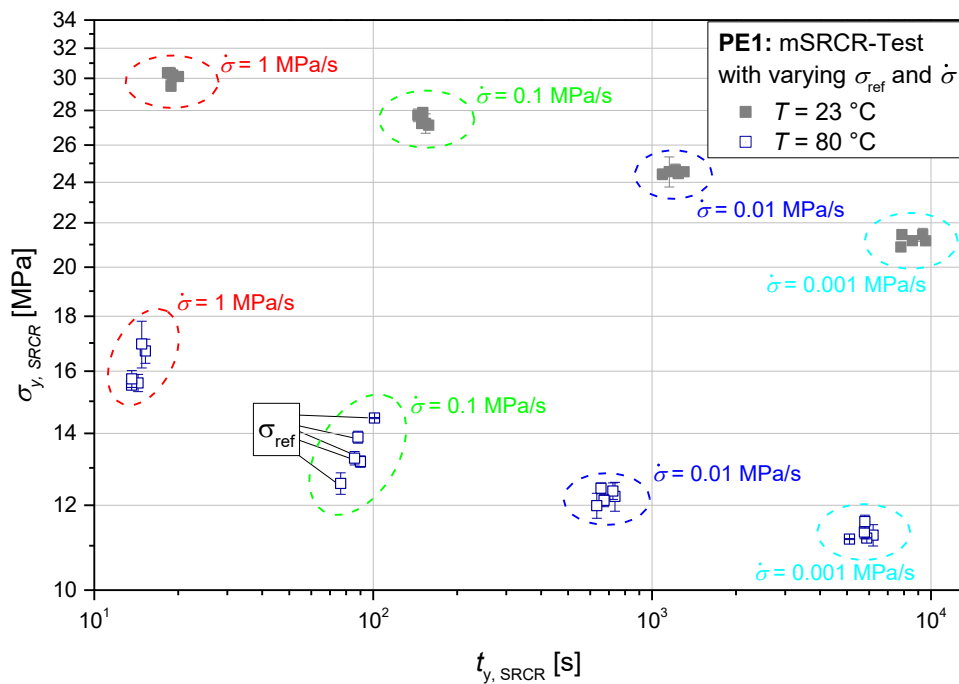 34
32
30
28
26
24
22
20
18
16
14
12
10
σy, SRCR [MPa]
PE1: mSRCR-Test
with varying σref and σ̇
T = 23 °C
T = 80 °C
σ̇ = 1 MPa/s
σ̇ = 0.1 MPa/s
σ̇ = 0.01 MPa/s
σ̇ = 0.001 MPa/s
σ̇ = 1 MPa/s
σ̇ = 0.1 MPa/s
σref
σ̇ = 0.01 MPa/s
σ̇ = 0.001 MPa/s
10¹ 10² 10³ 10⁴
ty, SRCR [s]